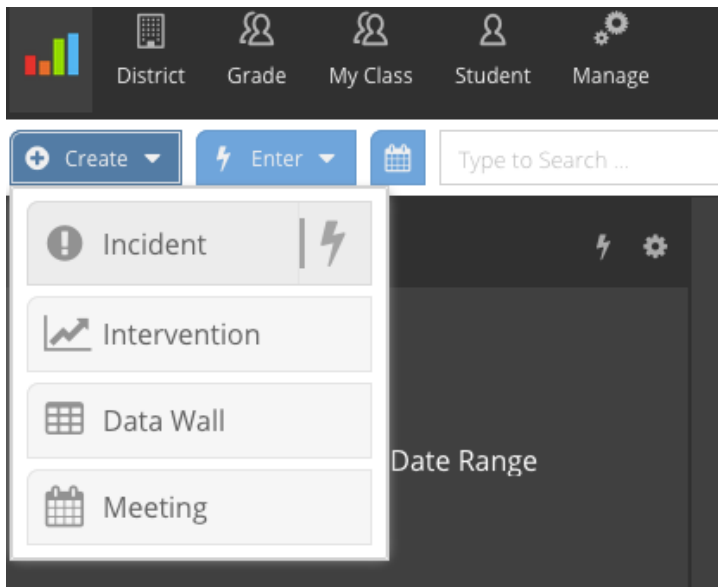 District Grade My Class Student Manage
Create Enter Type to Search ...
Incident
Intervention
Data Wall
Date Range
Meeting